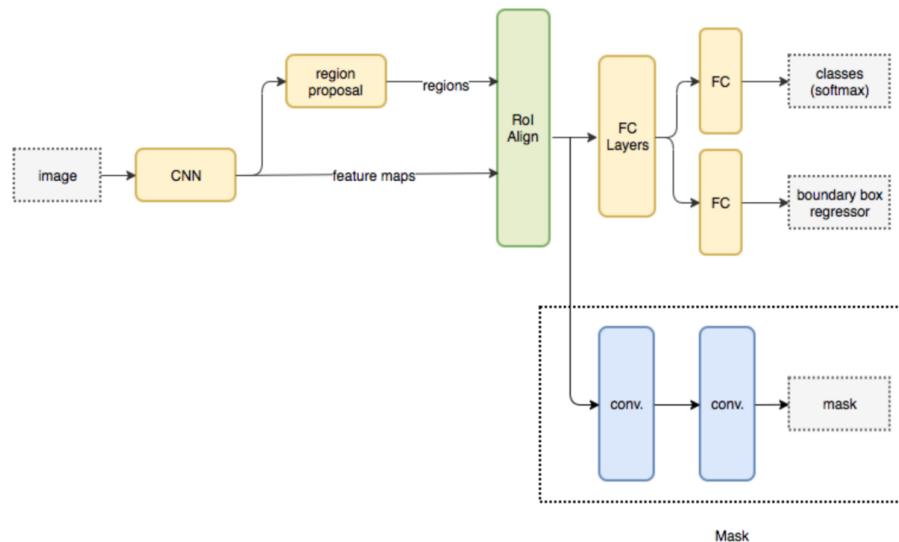 region
proposal
regions
RoI
Align
FC
Layers
FC
classes
(softmax)
image
CNN
feature maps
FC
boundary box
regressor
conv.
conv.
mask
Mask